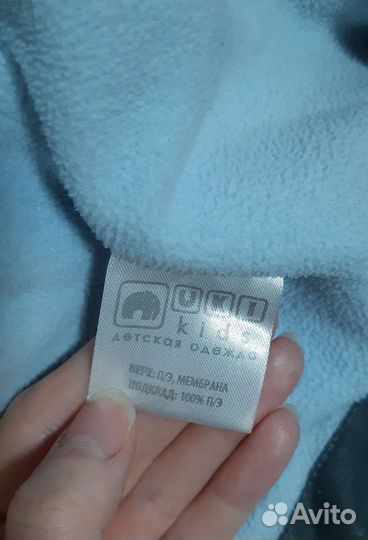 UKI
kids
ДЕТСКАЯ ОДЕЖДА
ВЕРХ: П/Э, МЕМБРАНА
ПОДКЛАД: 100% П/Э
Avito